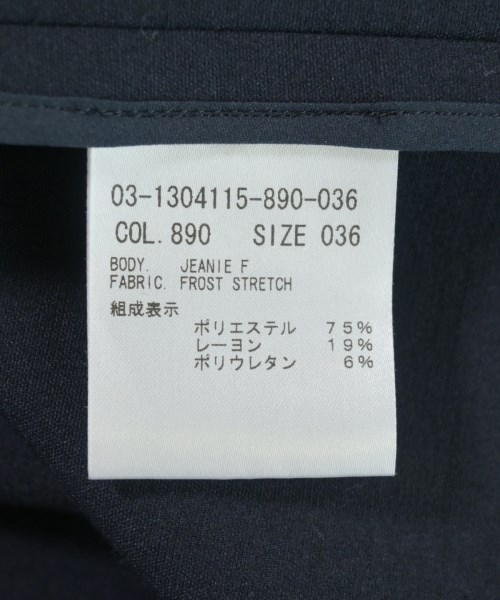 03-1304115-890-036
COL. 890 SIZE 036
BODY. JEANIE F
FABRIC. FROST STRETCH
組成表示
ポリエステル 75%
レーヨン 19%
ポリウレタン 6%